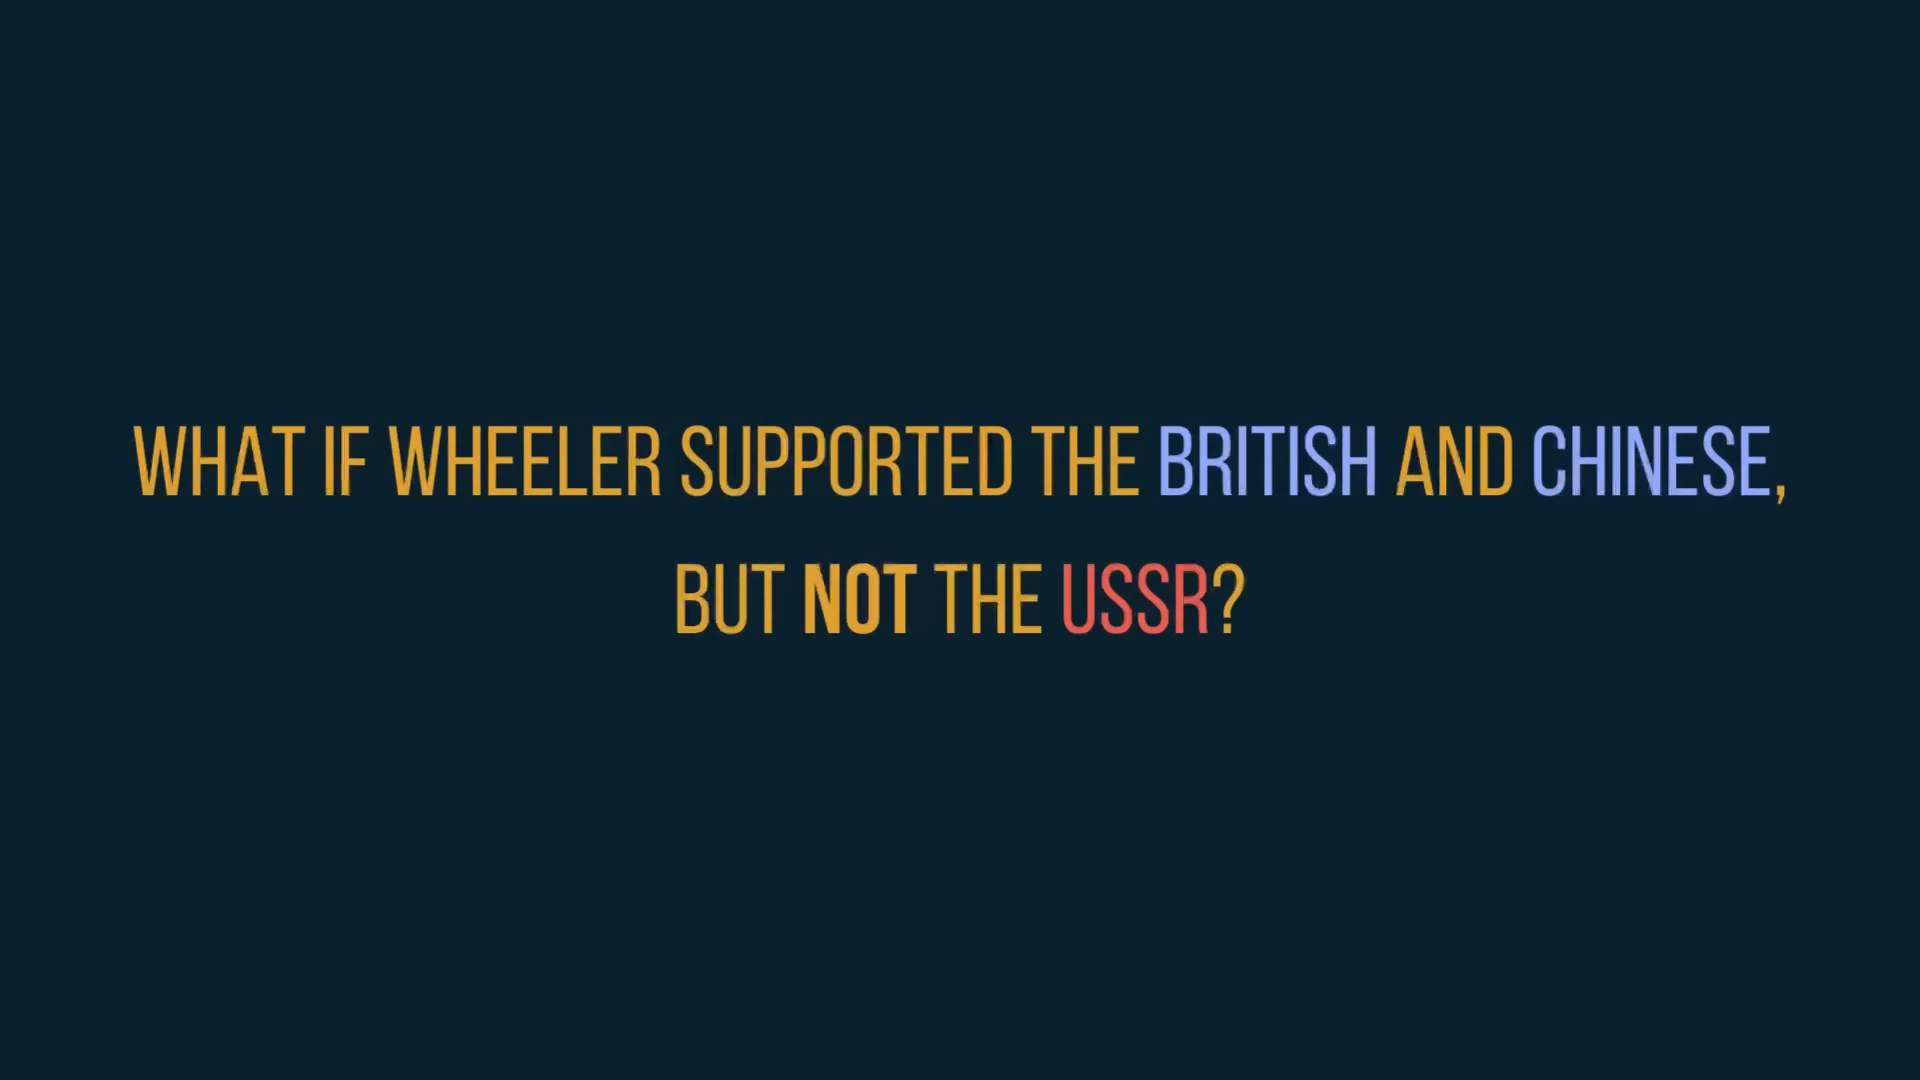 WHAT IF WHEELER SUPPORTED THE BRITISH AND CHINESE,
BUT NOT THE USSR?